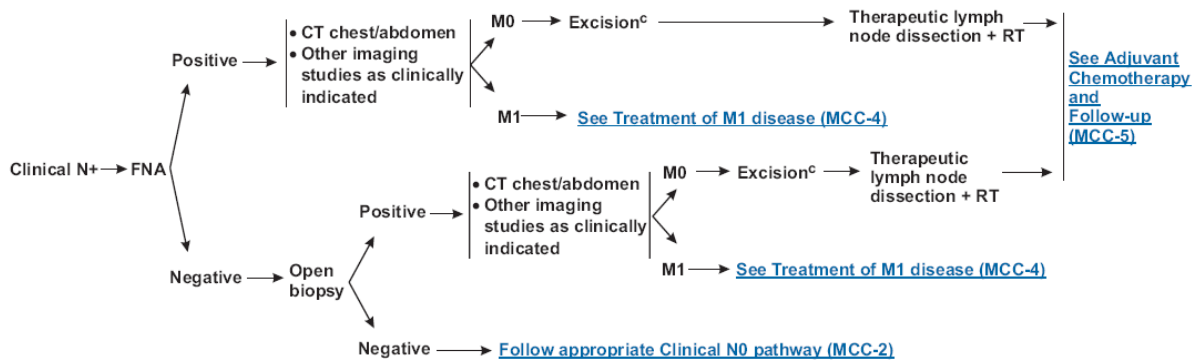 M0
Excisionᶜ
Therapeutic lymph
node dissection + RT
• CT chest/abdomen
• Other imaging
studies as clinically
indicated
Positive
M1
See Treatment of M1 disease (MCC-4)
See Adjuvant
Chemotherapy
and
Follow-up
(MCC-5)
Clinical N+
FNA
Negative
Open
biopsy
Positive
• CT chest/abdomen
• Other imaging
studies as clinically
indicated
M0
Excisionᶜ
Therapeutic
lymph node
dissection + RT
M1
See Treatment of M1 disease (MCC-4)
Negative
Follow appropriate Clinical N0 pathway (MCC-2)